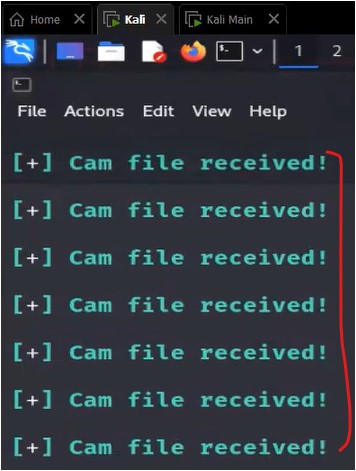 Home × Kali × Kali Main ×
1 2
File Actions Edit View Help
[+] Cam file received!
[+] Cam file received!
[+] Cam file received!
[+] Cam file received!
[+] Cam file received!
[+] Cam file received!
[+] Cam file received!